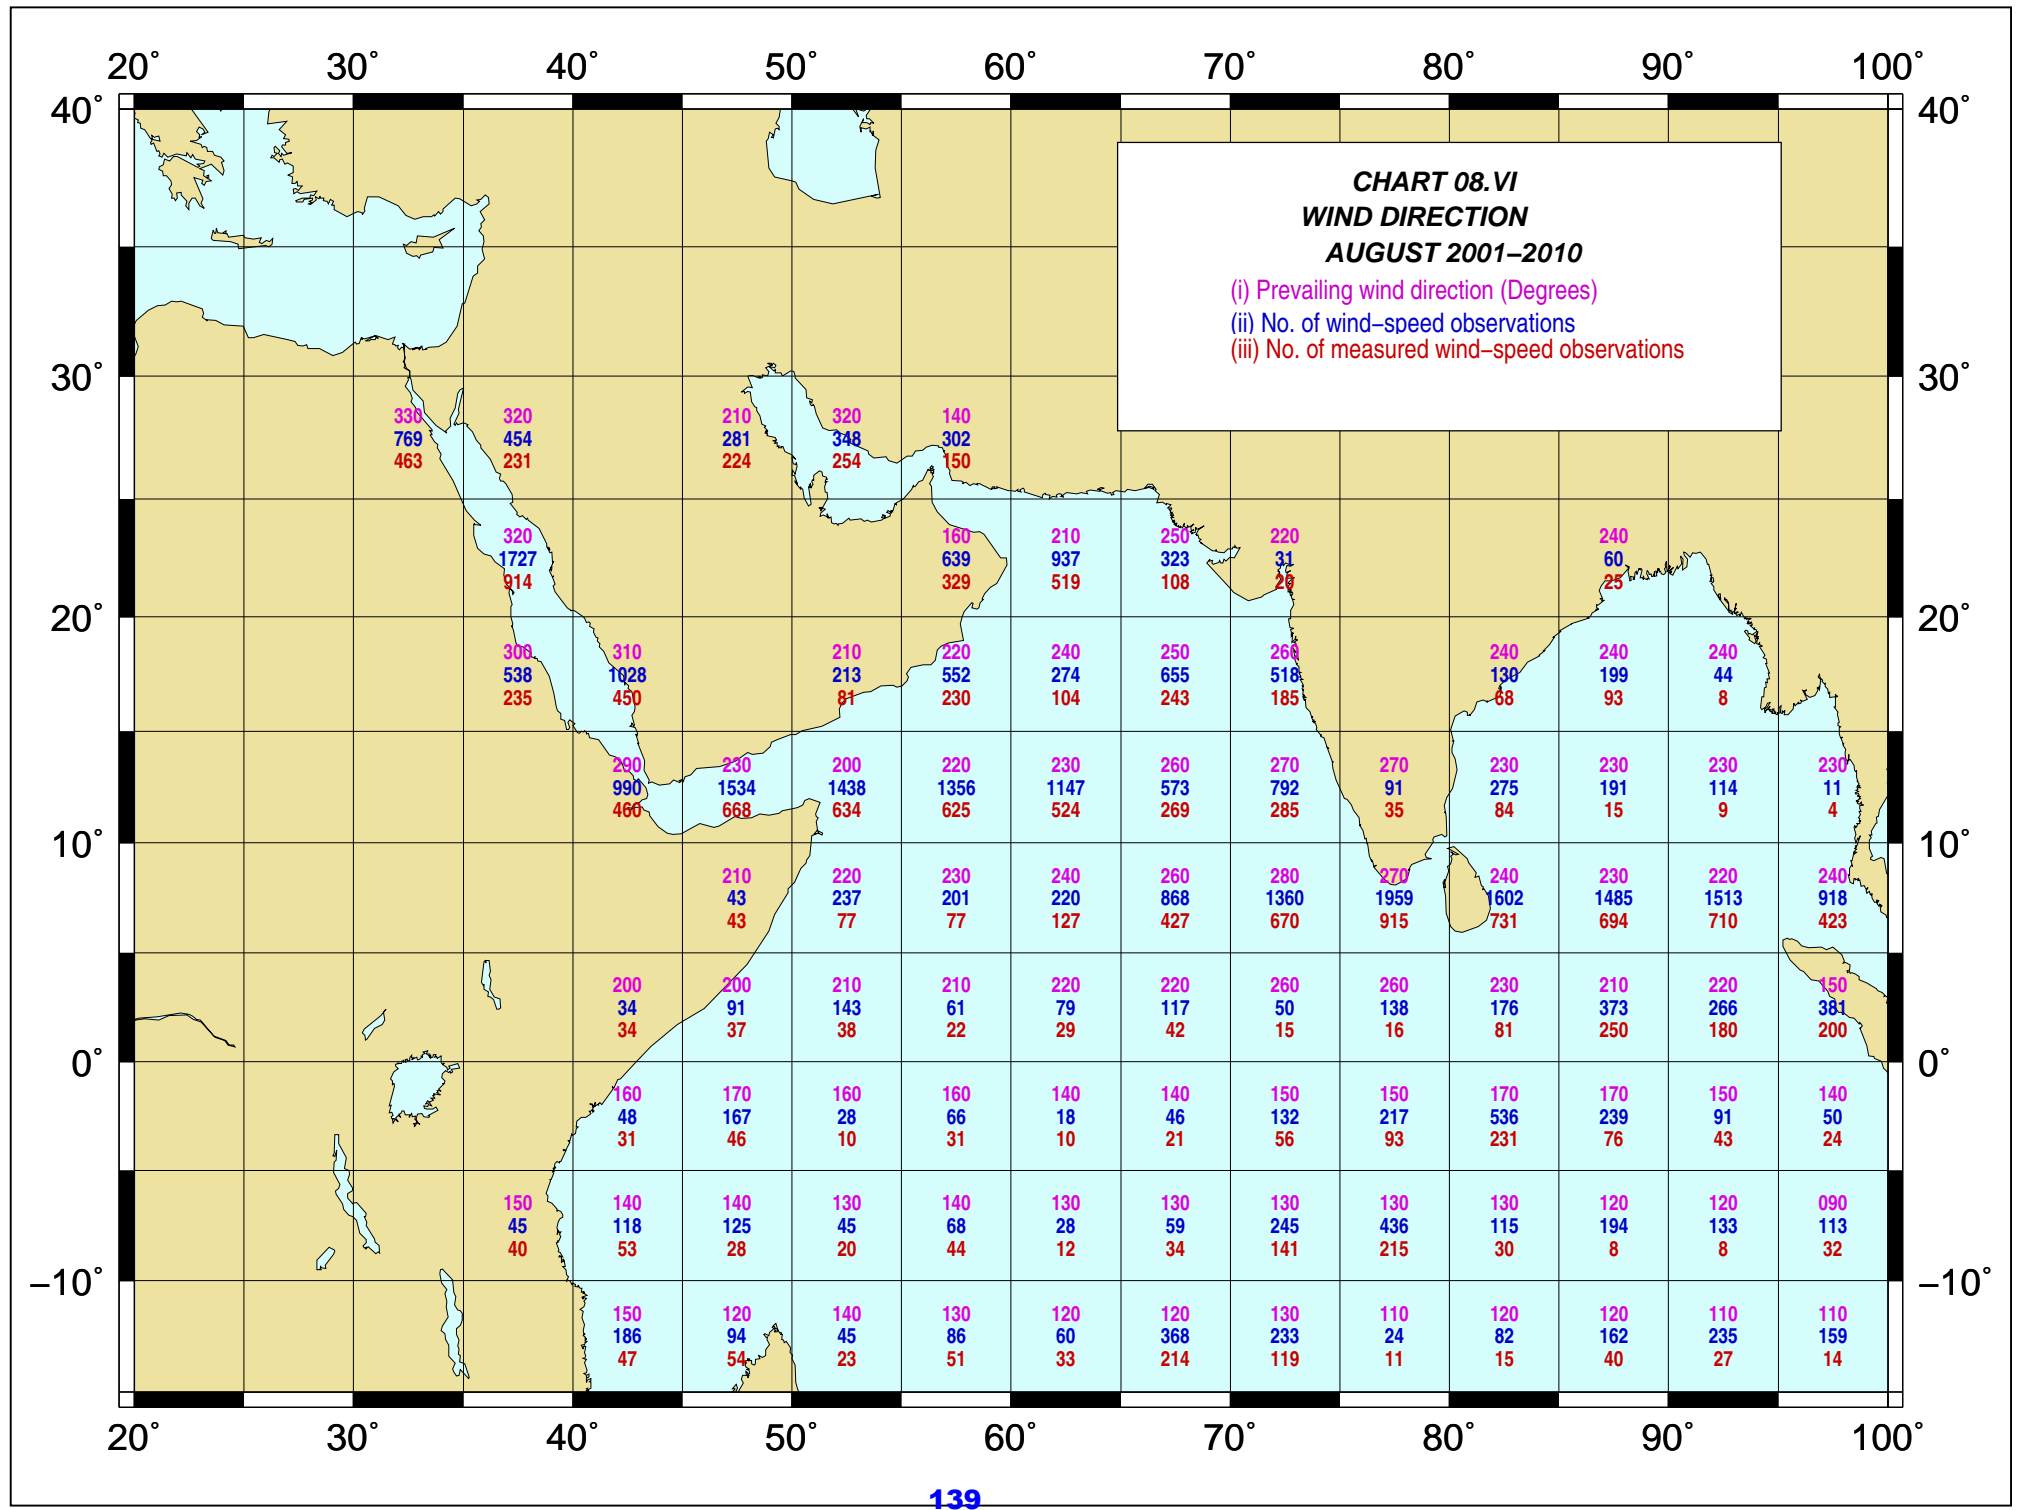 20° 30° 40° 50° 60° 70° 80° 90° 100°
40° 40°
CHART 08.VI
WIND DIRECTION
AUGUST 2001–2010
(i) Prevailing wind direction (Degrees)
(ii) No. of wind–speed observations
(iii) No. of measured wind–speed observations
30° 30°
330 320 210 320 140
769 454 281 348 302
463 231 224 254 150
320 160 210 250 220 240
1727 639 937 323 31 60
914 329 519 108 20 25
20° 20°
300 310 210 220 240 250 260 240 240 240
538 1028 213 552 274 655 518 130 199 44
235 450 81 230 104 243 185 68 93 8
290 230 200 220 230 260 270 270 230 230 230 230
990 1534 1438 1356 1147 573 792 91 275 191 114 11
460 668 634 625 524 269 285 35 84 15 9 4
10° 10°
210 220 230 240 260 280 270 240 230 220 240
43 237 201 220 868 1360 1959 1602 1485 1513 918
43 77 77 127 427 670 915 731 694 710 423
200 200 210 210 220 220 260 260 230 210 220 150
34 91 143 61 79 117 50 138 176 373 266 381
34 37 38 22 29 42 15 16 81 250 180 200
0° 0°
160 170 160 160 140 140 150 150 170 170 150 140
48 167 28 66 18 46 132 217 536 239 91 50
31 46 10 31 10 21 56 93 231 76 43 24
150 140 140 130 140 130 130 130 130 130 120 120 090
45 118 125 45 68 28 59 245 436 115 194 133 113
40 53 28 20 44 12 34 141 215 30 8 8 32
–10° –10°
150 120 140 130 120 120 130 110 120 120 110 110
186 94 45 86 60 368 233 24 82 162 235 159
47 54 23 51 33 214 119 11 15 40 27 14
20° 30° 40° 50° 60° 70° 80° 90° 100°
139